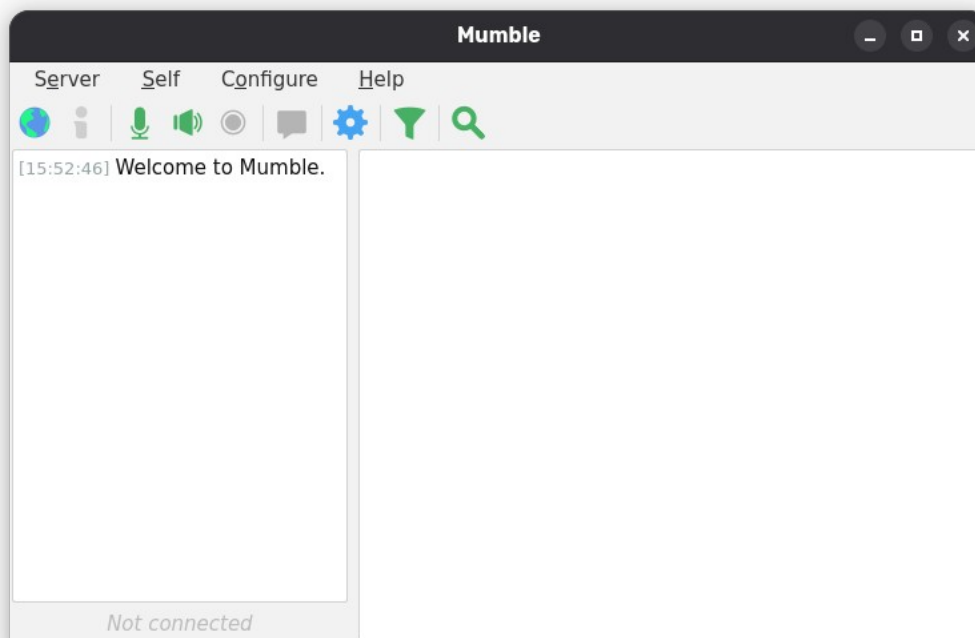 Mumble
Server Self Configure Help
[15:52:46] Welcome to Mumble.
Not connected